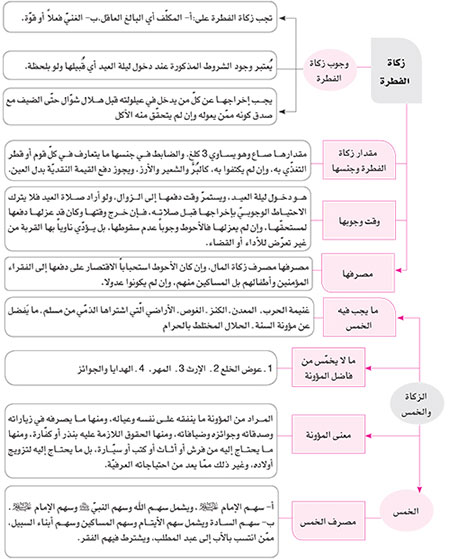 زكاة
الفطرة
وجوب زكاة
الفطرة
تجب زكاة الفطرة على: أ- المكلّف أي البالغ العاقل. ب- الغنيّ فعلاً أو قوّة.
يُعتبر وجود الشروط المذكورة عند دخول ليلة العيد أي قُبيلها ولو بلحظة.
يجب إخراجها عن كلّ من يدخل في عيلولته قبل هلال شوّال حتّى الضيف مع
صدق كونه ممّن يعوله وإن لم يتحقّق منه الأكل
مقدار زكاة
الفطرة وجنسها
مقدارها صاع وهو يساوي 3 كلغ، والضابط في جنسها ما يتعارف في كلّ قوم أو قطر
التغذّي به، وإن لم يكتفوا به، كالبُرّ والشعير والأرز، ويجوز دفع القيمة النقديّة بدل العين.
وقت وجوبها
هو دخول ليلة العيد، ويستمرّ وقت دفعها إلى الزوال، ولو أراد صلاة العيد فلا يترك
الاحتياط الوجوبيّ بإخراجها قبل صلاته، فإن خرج وقتها وكان قد عزلها دفعها
لمستحقّها، وإن لم يعزلها فالأحوط وجوباً عدم سقوطها، بل يؤدّي ناوياً بها القربة من
غير تعرّض للأداء أو القضاء.
مصرفها
مصرفها مصرف زكاة المال، وإن كان الأحوط استحباباً الاقتصار على دفعها إلى الفقراء
المؤمنين وأطفالهم بل المساكين منهم، وإن لم يكونوا عدولا.
الزكاة
والخمس
ما يجب فيه
الخمس
غنيمة الحرب. المعدن. الكنز. الغوص. الأراضي الّتي اشتراها الذمّي من مسلم. ما يَفضل
عن مؤونة السنة. الحلال المختلط بالحرام
ما لا يخمّس من
فاضل المؤونة
1. عوض الخلع 2. الإرث 3. المهر. 4. الهدايا والجوائز
معنى المؤونة
المراد من المؤونة ما ينفقه على نفسه وعياله، ومنها ما يصرفه في زياراته
وصدقاته وجوائزه وضيافاته، ومنها الحقوق اللازمة عليه بنذر أو كفّارة، ومنها
ما يحتاج إليه من فرش أو أثاث أو كتب أو سيّارة، بل ما يحتاج إليه لتزويج
أولاده، وغير ذلك ممّا يعد من احتياجاته العرفيّة.
الخمس
مصرف الخمس
أ- سهم الإمام، ويشمل سهم الله وسهم النبيّ وسهم الإمام.
ب- سهم السادة ويشمل سهم الأيتام وسهم المساكين وسهم أبناء السبيل،
ممّن انتسب بالأب إلى عبد المطلب، ويشترط فيهم الفقر.